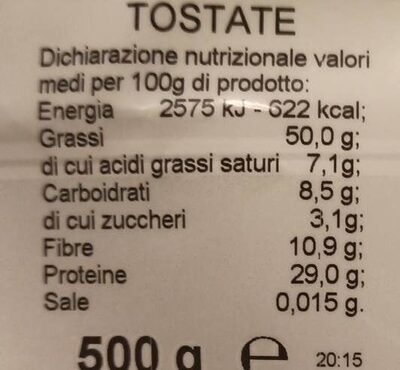 TOSTATE
Dichiarazione nutrizionale valori
medi per 100g di prodotto:
Energia 2575 kJ - 622 kcal;
Grassi 50,0 g;
di cui acidi grassi saturi 7,1g;
Carboidrati 8,5 g;
di cui zuccheri 3,1g;
Fibre 10,9 g;
Proteine 29,0 g;
Sale 0,015 g.
500 g ℮ 20:15